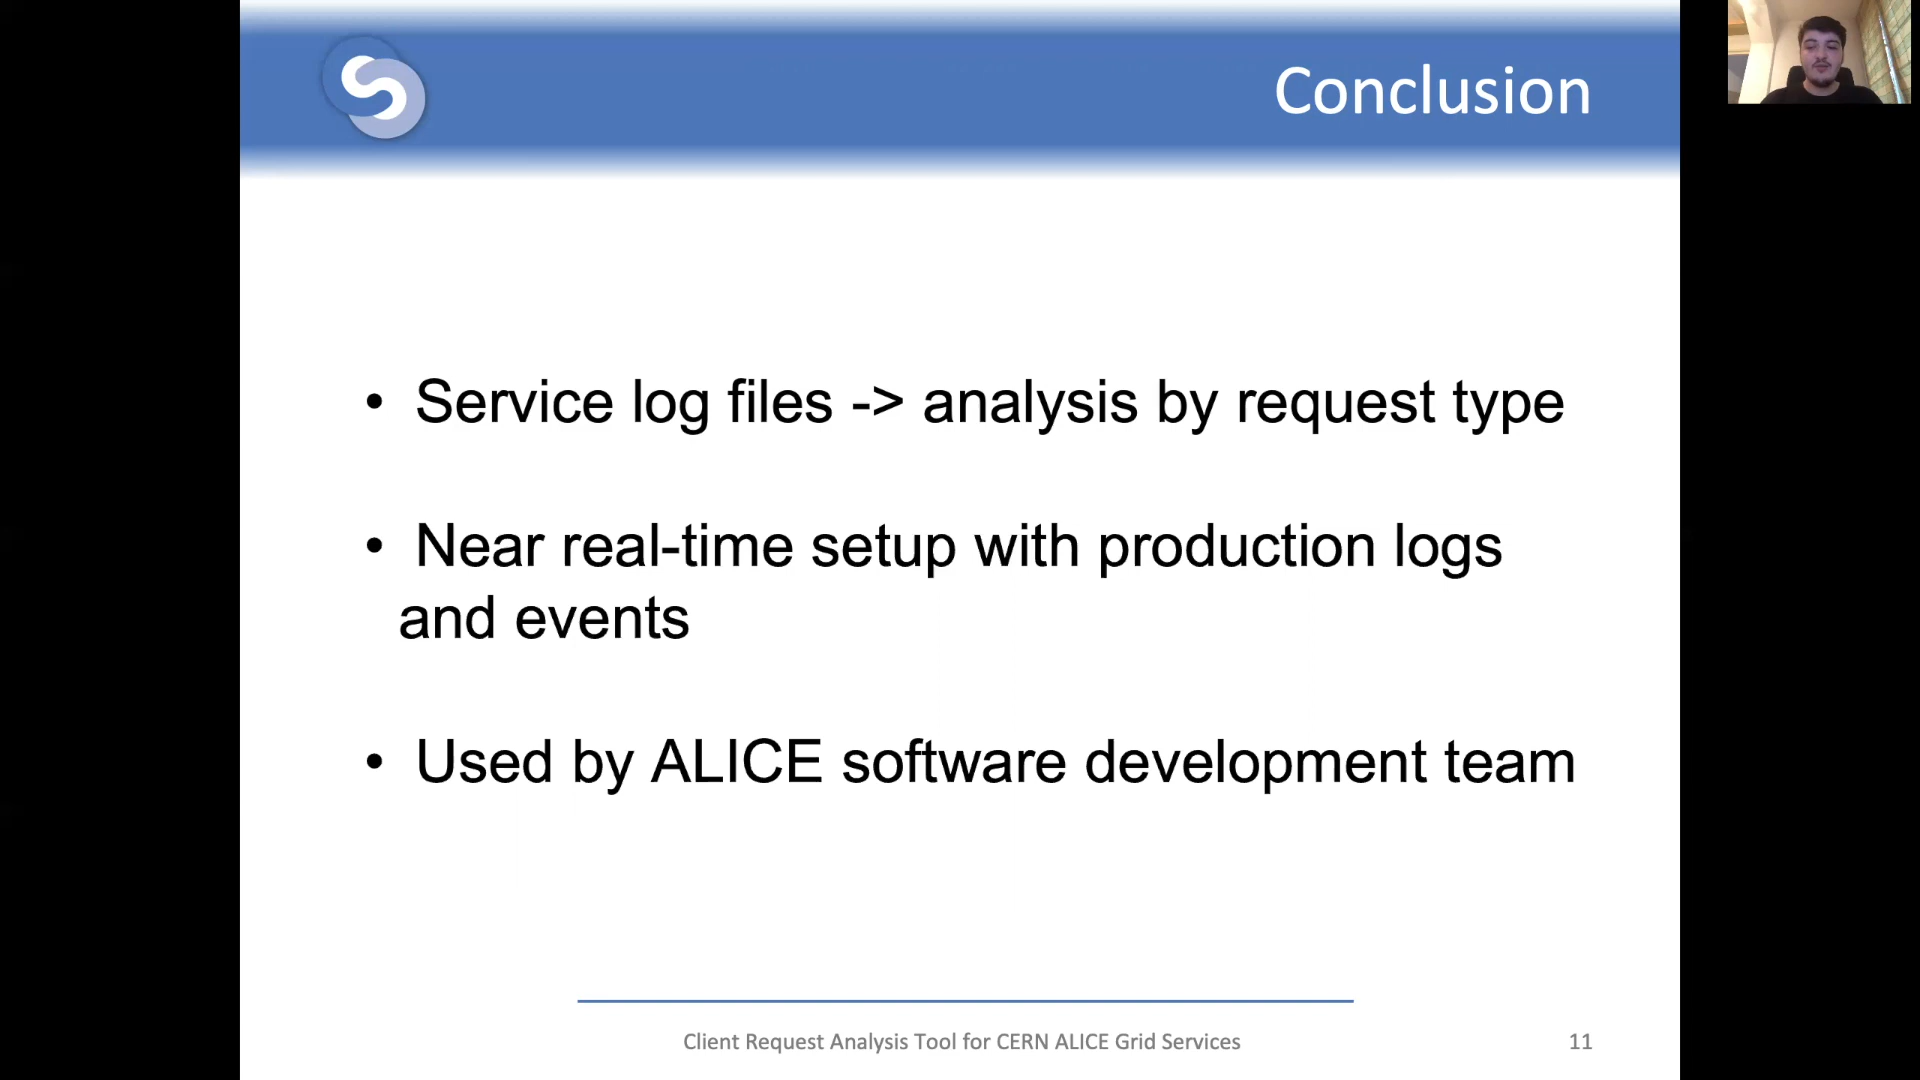 Conclusion
• Service log files -> analysis by request type
• Near real-time setup with production logs
and events
• Used by ALICE software development team
Client Request Analysis Tool for CERN ALICE Grid Services
11